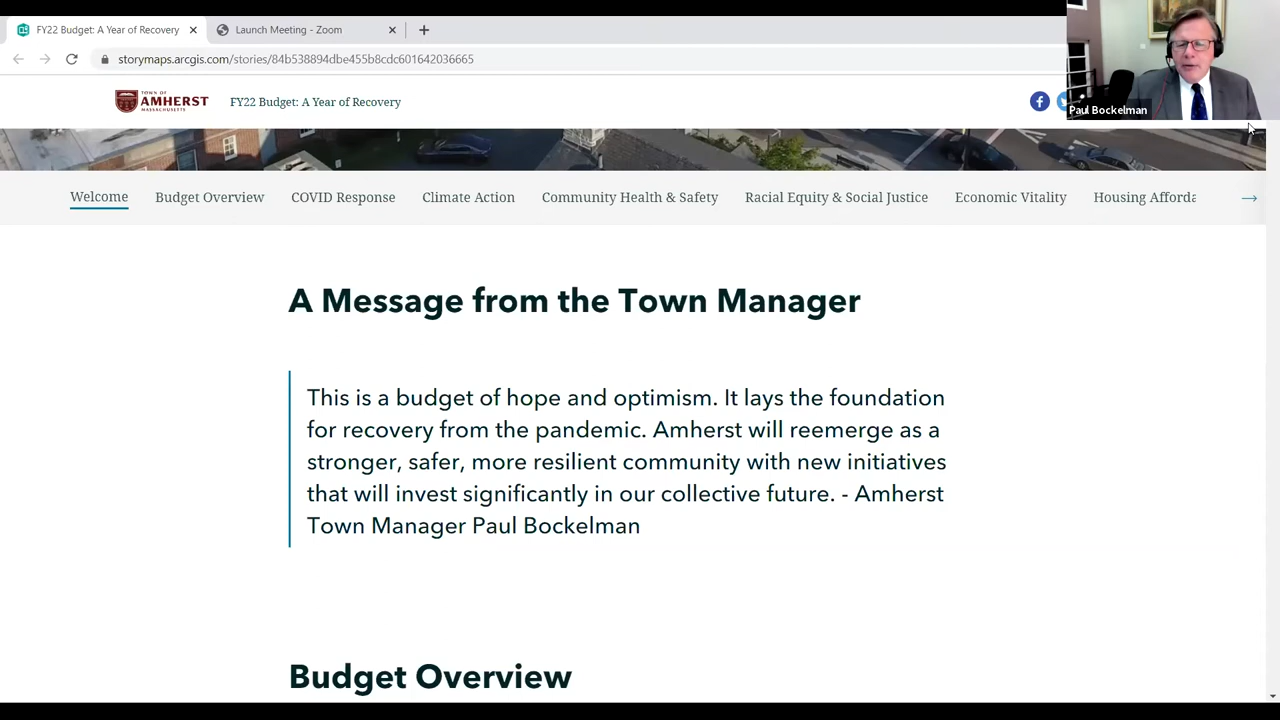 FY22 Budget: A Year of Recovery
Launch Meeting - Zoom
storymaps.arcgis.com/stories/84b538894dbe455b8cdc601642036665
TOWN OF
AMHERST
MASSACHUSETTS
FY22 Budget: A Year of Recovery
Paul Bockelman
Welcome
Budget Overview
COVID Response
Climate Action
Community Health & Safety
Racial Equity & Social Justice
Economic Vitality
Housing Afforda
A Message from the Town Manager
This is a budget of hope and optimism. It lays the foundation
for recovery from the pandemic. Amherst will reemerge as a
stronger, safer, more resilient community with new initiatives
that will invest significantly in our collective future. - Amherst
Town Manager Paul Bockelman
Budget Overview